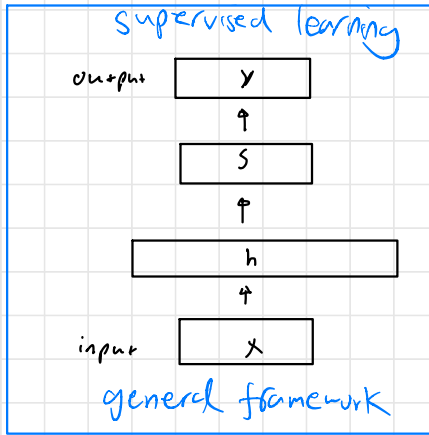 supervised learning
output y
S
h
input x
general framework